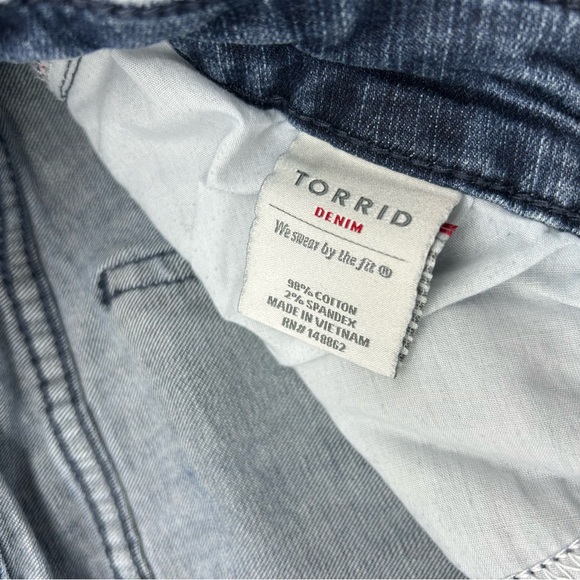 TORRID
DENIM
We swear by the fit ®
98% COTTON
2% SPANDEX
MADE IN VIETNAM
RN# 148862